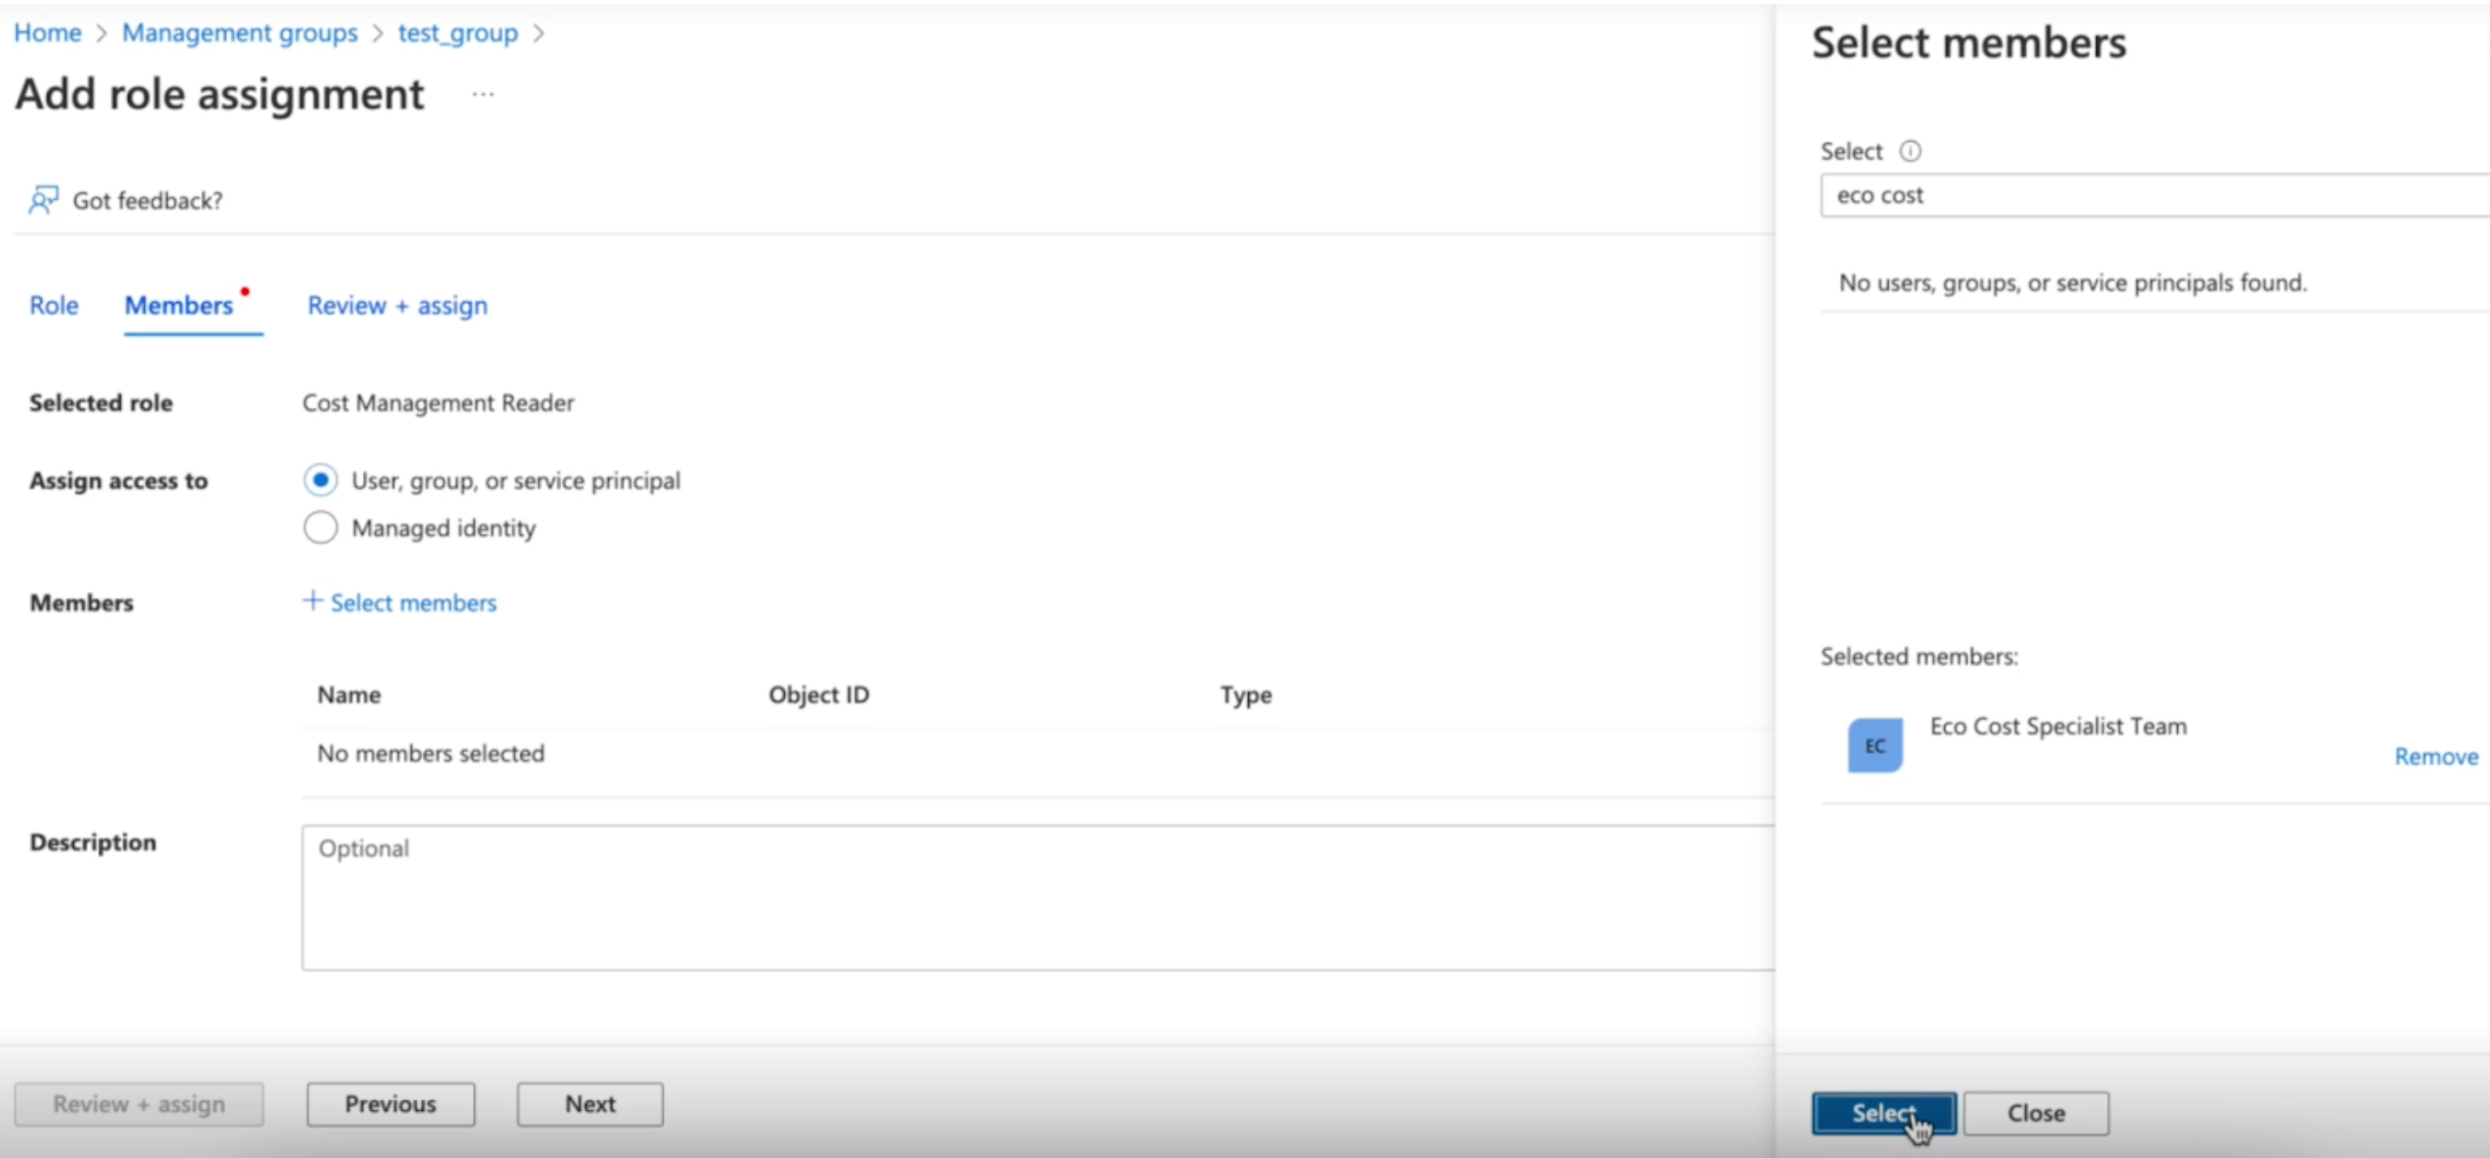 Home > Management groups > test_group >
Add role assignment ...
Got feedback?
Role Members Review + assign
Selected role Cost Management Reader
Assign access to User, group, or service principal
Managed identity
Members + Select members
Name Object ID Type
No members selected
Description Optional
Review + assign Previous Next
Select members
Select
eco cost
No users, groups, or service principals found.
Selected members:
EC Eco Cost Specialist Team
Remove
Select Close